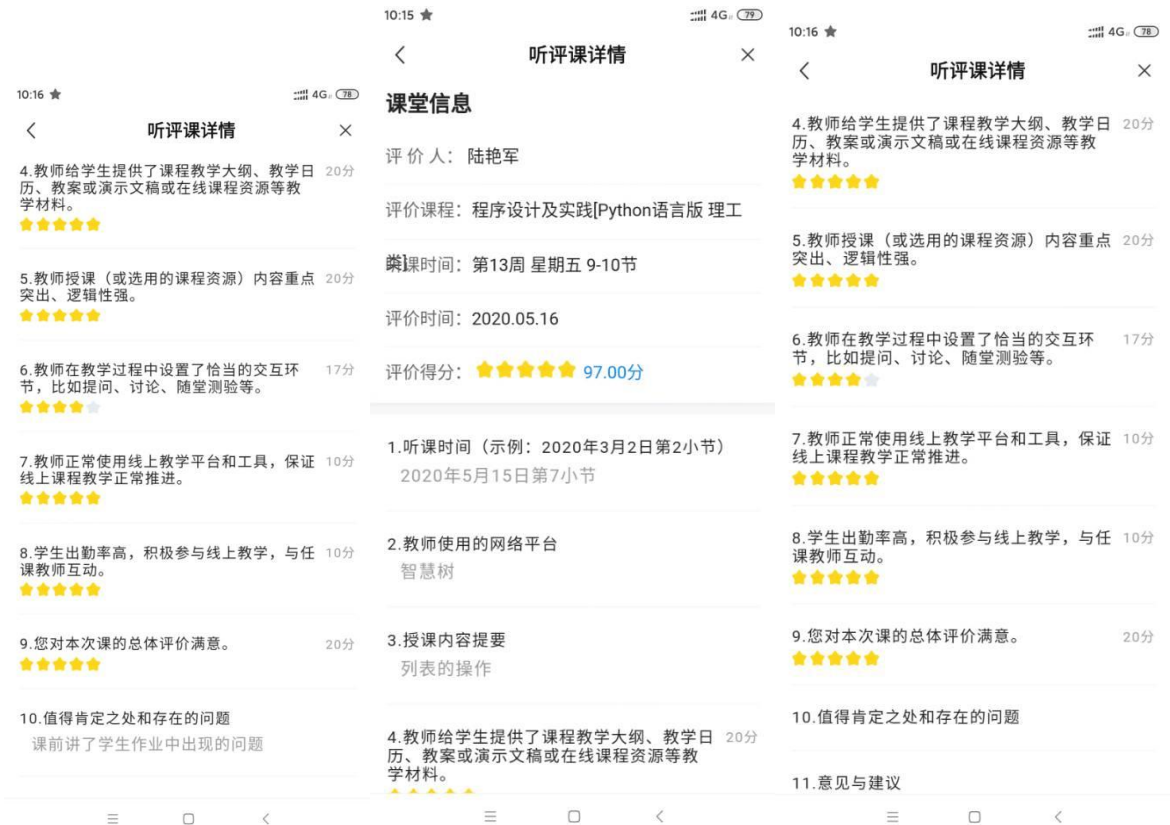 10:16
4G
78
听评课详情
4.教师给学生提供了课程教学大纲、教学日 20分
历、教案或演示文稿或在线课程资源等教
学材料。
5.教师授课（或选用的课程资源）内容重点 20分
突出、逻辑性强。
6.教师在教学过程中设置了恰当的交互环 17分
节，比如提问、讨论、随堂测验等。
7.教师正常使用线上教学平台和工具，保证 10分
线上课程教学正常推进。
8.学生出勤率高，积极参与线上教学，与任 10分
课教师互动。
9.您对本次课的总体评价满意。 20分
10.值得肯定之处和存在的问题
课前讲了学生作业中出现的问题
10:15
4G
79
听评课详情
课堂信息
评 价 人： 陆艳军
评价课程：程序设计及实践[Python语言版 理工
类]
课时间：第13周 星期五 9-10节
评价时间：2020.05.16
评价得分： 97.00分
1.听课时间（示例：2020年3月2日第2小节）
2020年5月15日第7小节
2.教师使用的网络平台
智慧树
3.授课内容提要
列表的操作
4.教师给学生提供了课程教学大纲、教学日 20分
历、教案或演示文稿或在线课程资源等教
学材料。
10:16
4G
78
听评课详情
4.教师给学生提供了课程教学大纲、教学日 20分
历、教案或演示文稿或在线课程资源等教
学材料。
5.教师授课（或选用的课程资源）内容重点 20分
突出、逻辑性强。
6.教师在教学过程中设置了恰当的交互环 17分
节，比如提问、讨论、随堂测验等。
7.教师正常使用线上教学平台和工具，保证 10分
线上课程教学正常推进。
8.学生出勤率高，积极参与线上教学，与任 10分
课教师互动。
9.您对本次课的总体评价满意。 20分
10.值得肯定之处和存在的问题
11.意见与建议